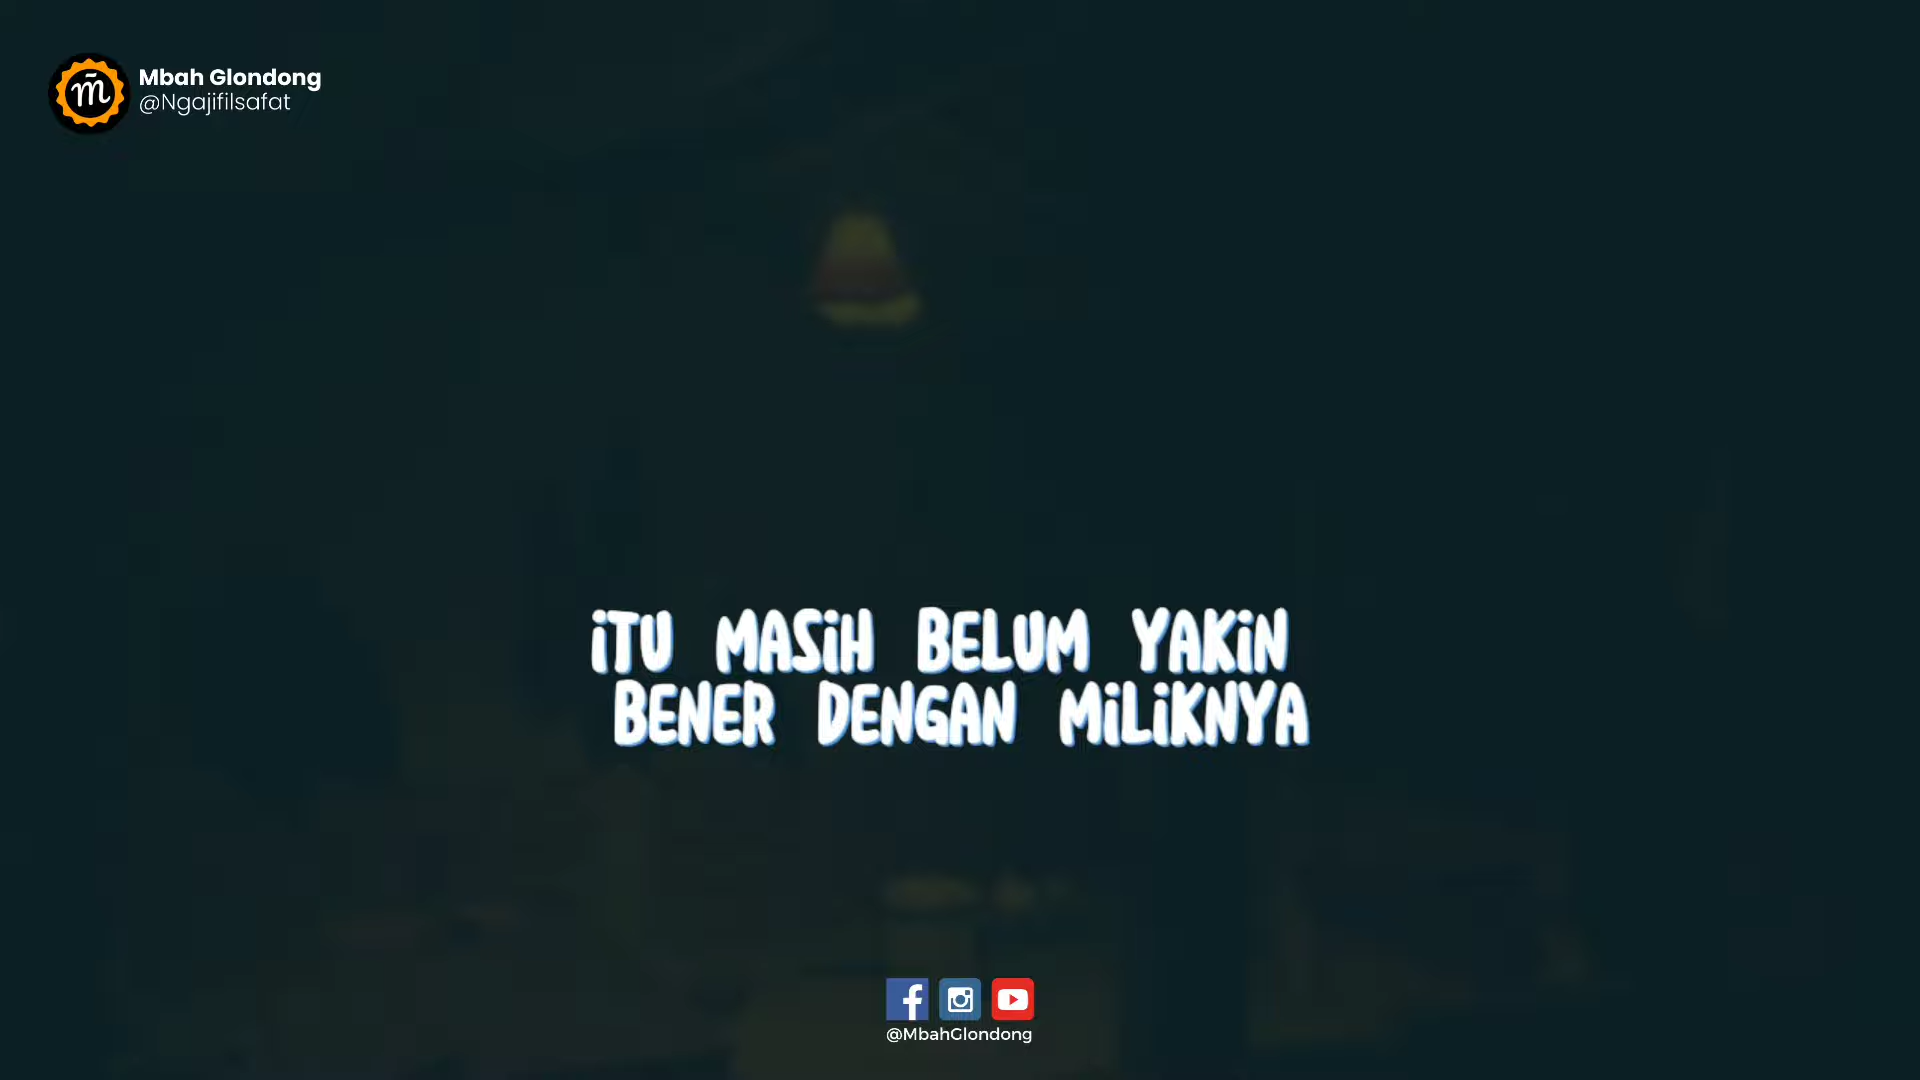 Mbah Glondong
@Ngajifilsafat
iTU MASiH BELUM YAKiN
BENER DENGAN MiLiKNYA
@MbahGlondong